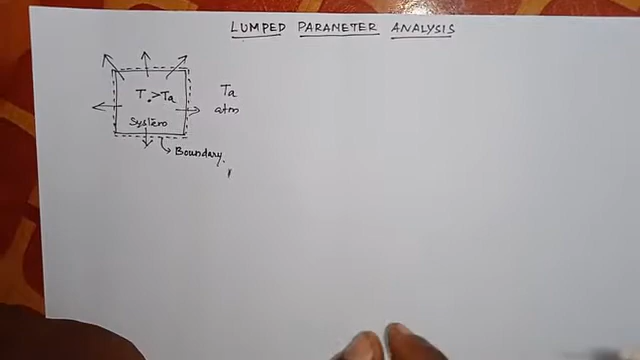 LUMPED PARAMETER ANALYSIS
T. > Ta
System
Ta
atm
Boundary.